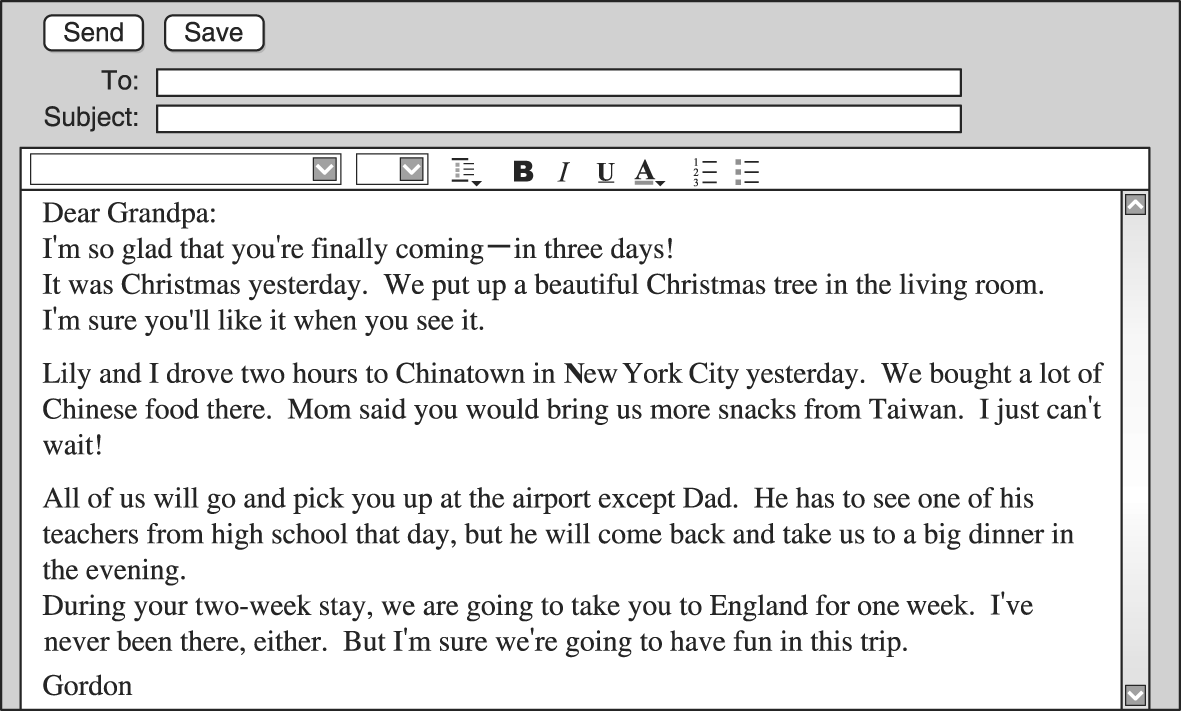 Send Save
To:
Subject:
B I U A 1 2 3
Dear Grandpa:
I'm so glad that you're finally coming—in three days!
It was Christmas yesterday. We put up a beautiful Christmas tree in the living room.
I'm sure you'll like it when you see it.
Lily and I drove two hours to Chinatown in New York City yesterday. We bought a lot of
Chinese food there. Mom said you would bring us more snacks from Taiwan. I just can't
wait!
All of us will go and pick you up at the airport except Dad. He has to see one of his
teachers from high school that day, but he will come back and take us to a big dinner in
the evening.
During your two-week stay, we are going to take you to England for one week. I've
never been there, either. But I'm sure we're going to have fun in this trip.
Gordon